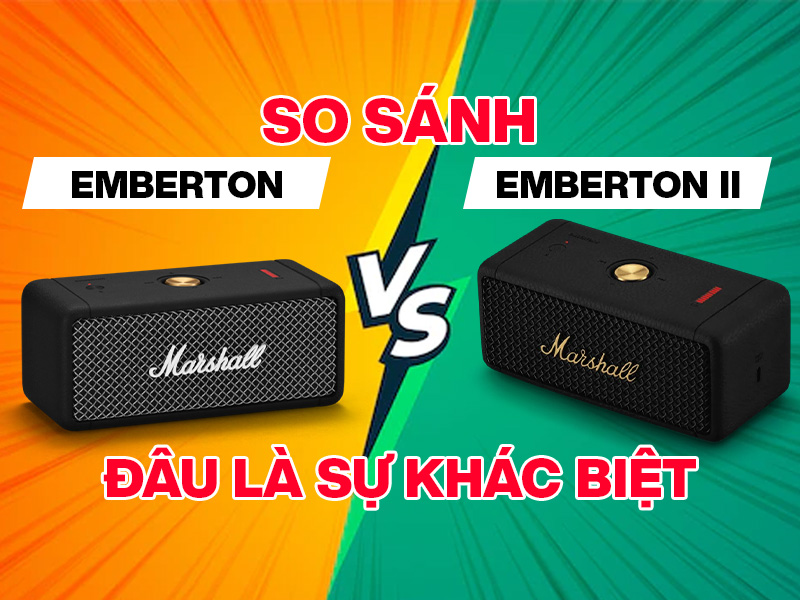 SO SÁNH
EMBERTON
EMBERTON II
VS
Marshall
Marshall
ĐÂU LÀ SỰ KHÁC BIỆT